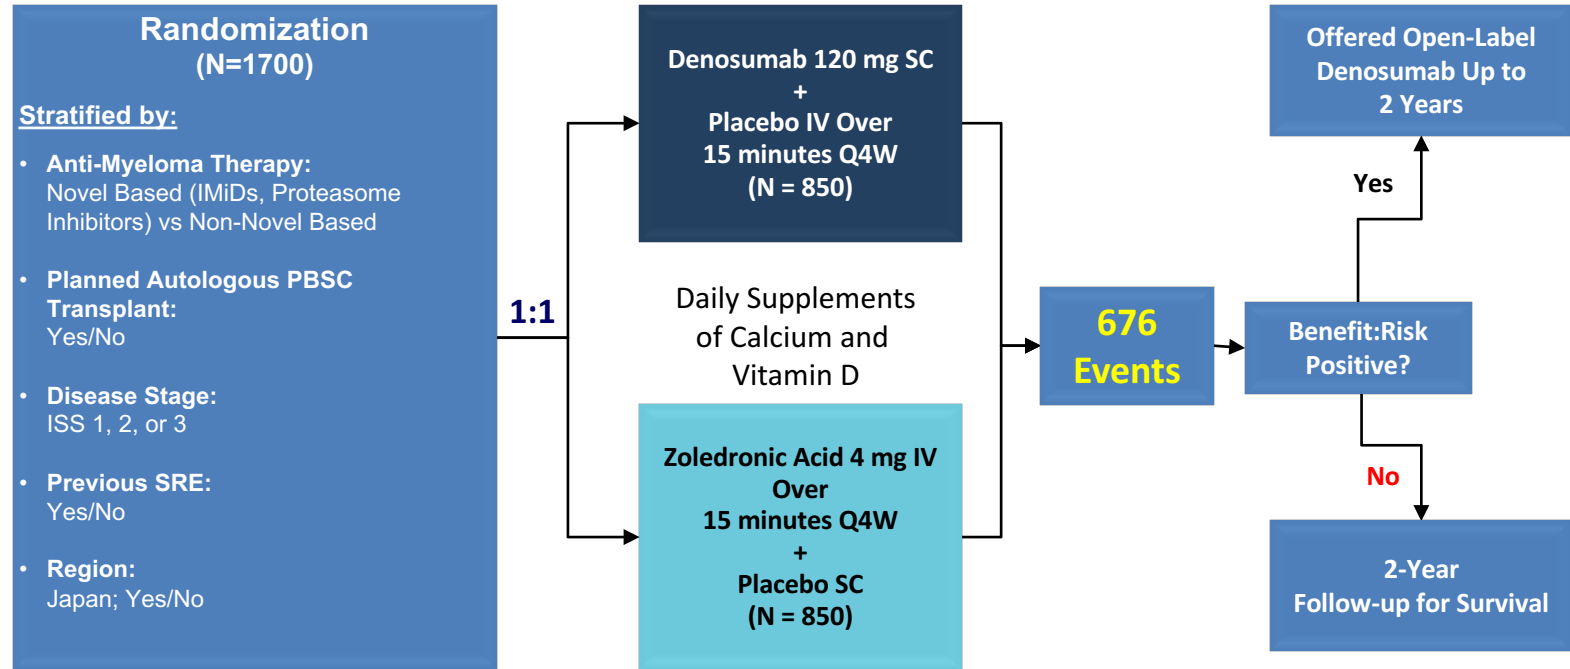 Randomization
(N=1700)
Stratified by:
• Anti-Myeloma Therapy:
Novel Based (IMiDs, Proteasome
Inhibitors) vs Non-Novel Based
• Planned Autologous PBSC
Transplant:
Yes/No
• Disease Stage:
ISS 1, 2, or 3
• Previous SRE:
Yes/No
• Region:
Japan; Yes/No
1:1
Denosumab 120 mg SC
+
Placebo IV Over
15 minutes Q4W
(N = 850)
Daily Supplements
of Calcium and
Vitamin D
Zoledronic Acid 4 mg IV
Over
15 minutes Q4W
+
Placebo SC
(N = 850)
676
Events
Benefit:Risk
Positive?
Yes
Offered Open-Label
Denosumab Up to
2 Years
No
2-Year
Follow-up for Survival